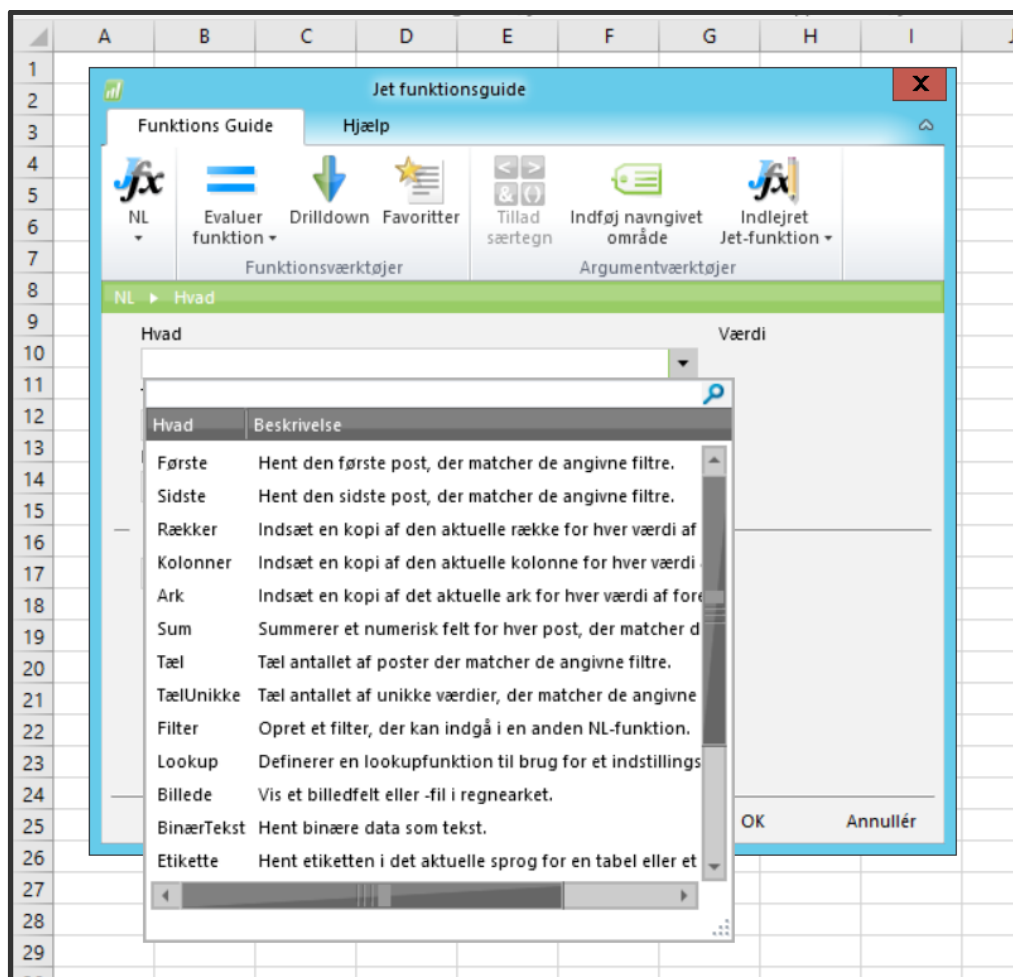 A B C D E F G H I
1
2 Jet funktionsguide X
3 Funktions Guide Hjælp
4
5
6 NL Evaluer funktion Drilldown Favoritter Tillad særtegn Indføj navngivet område Indlejret Jet-funktion
7 Funktionsværktøjer Argumentværktøjer
8 NL Hvad
9 Hvad Værdi
10
11
12
Hvad Beskrivelse
13 Første Hent den første post, der matcher de angivne filtre.
14 Sidste Hent den sidste post, der matcher de angivne filtre.
15 Rækker Indsæt en kopi af den aktuelle række for hver værdi af
16
17 Kolonner Indsæt en kopi af den aktuelle kolonne for hver værdi
18 Ark Indsæt en kopi af det aktuelle ark for hver værdi af fore
19 Sum Summerer et numerisk felt for hver post, der matcher d
20 Tæl Tæl antallet af poster der matcher de angivne filtre.
21 TælUnikke Tæl antallet af unikke værdier, der matcher de angivne
22 Filter Opret et filter, der kan indgå i en anden NL-funktion.
23 Lookup Definerer en lookupfunktion til brug for et indstillings
24 Billede Vis et billedfelt eller -fil i regnearket.
25 BinærTekst Hent binære data som tekst. OK Annullér
26 Etikette Hent etiketten i det aktuelle sprog for en tabel eller et
27
28
29